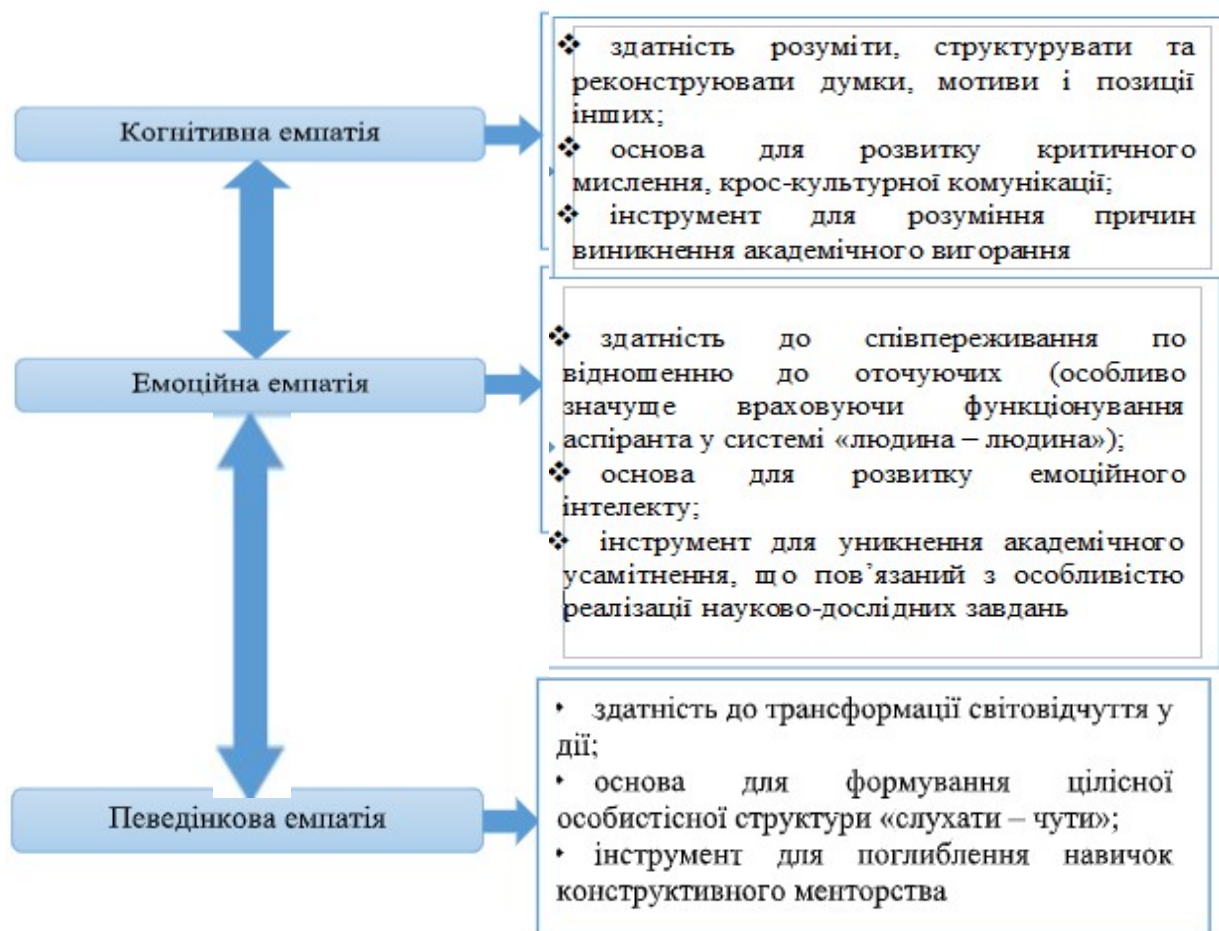 Когнітивна емпатія
❖ здатність розуміти, структурувати та
реконструювати думки, мотиви і позиції
інших;
❖ основа для розвитку критичного
мислення, крос-культурної комунікації;
❖ інструмент для розуміння причин
виникнення академічного вигорання
Емоційна емпатія
❖ здатність до співпереживання по
відношенню до оточуючих (особливо
значуще враховуючи функціонування
аспіранта у системі «людина – людина»);
❖ основа для розвитку емоційного
інтелекту;
❖ інструмент для уникнення академічного
усамітнення, що пов’язаний з особливістю
реалізації науково-дослідних завдань
Певедінкова емпатія
• здатність до трансформації світовідчуття у
дії;
• основа для формування цілісної
особистісної структури «слухати – чути»;
• інструмент для поглиблення навичок
конструктивного менторства